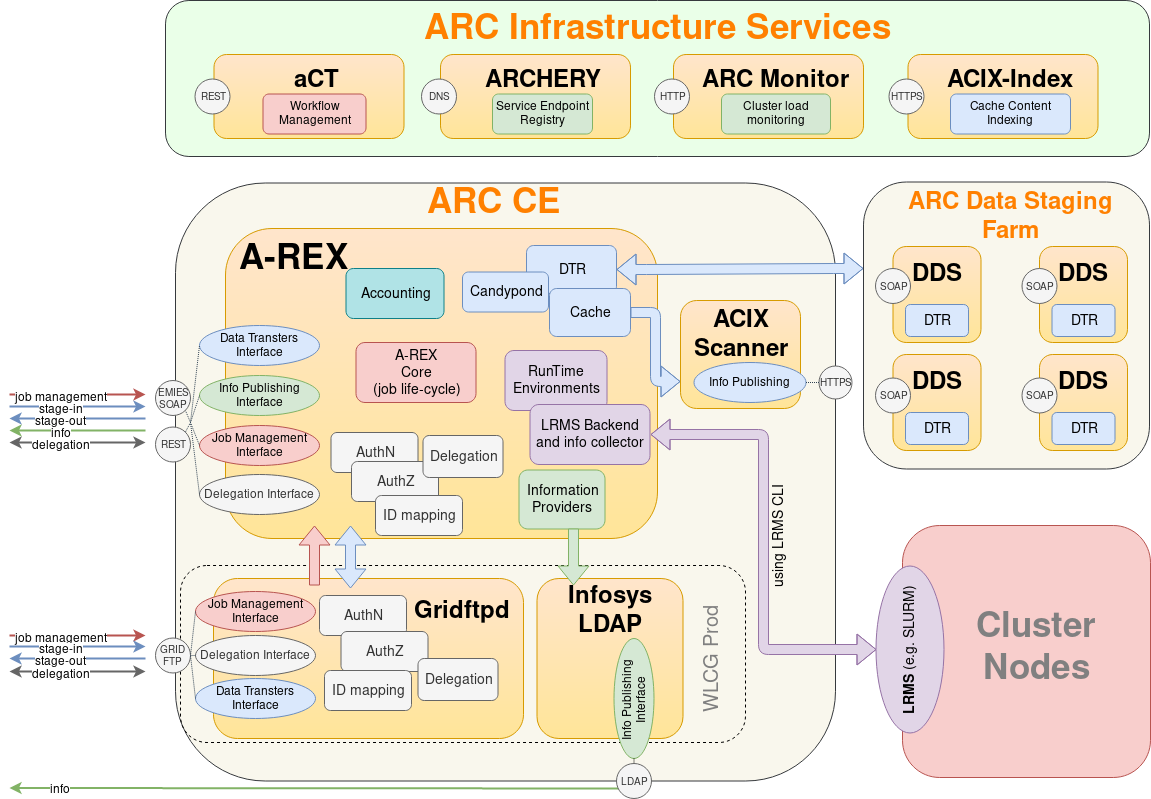 ARC Infrastructure Services
aCT
REST
Workflow
Management
ARCHERY
DNS
Service Endpoint
Registry
ARC Monitor
HTTP
Cluster load
monitoring
ACIX-Index
HTTPS
Cache Content
Indexing
ARC CE
A-REX
Accounting
DTR
Candypond
Cache
Data Transters
Interface
Info Publishing
Interface
Job Management
Interface
Delegation Interface
EMIES
SOAP
REST
job management
stage-in
stage-out
info
delegation
A-REX
Core
(job life-cycle)
RunTime
Environments
LRMS Backend
and info collector
AuthN
AuthZ
Delegation
ID mapping
Information
Providers
ACIX
Scanner
Info Publishing
HTTPS
ARC Data Staging
Farm
DDS
SOAP
DTR
DDS
SOAP
DTR
DDS
SOAP
DTR
DDS
SOAP
DTR
using LRMS CLI
Gridftpd
Job Management
Interface
Delegation Interface
Data Transters
Interface
GRID
FTP
job management
stage-in
stage-out
delegation
AuthN
AuthZ
ID mapping
Delegation
Infosys
LDAP
Info Publishing
Interface
WLCG Prod
LDAP
info
LRMS (e.g. SLURM)
Cluster
Nodes